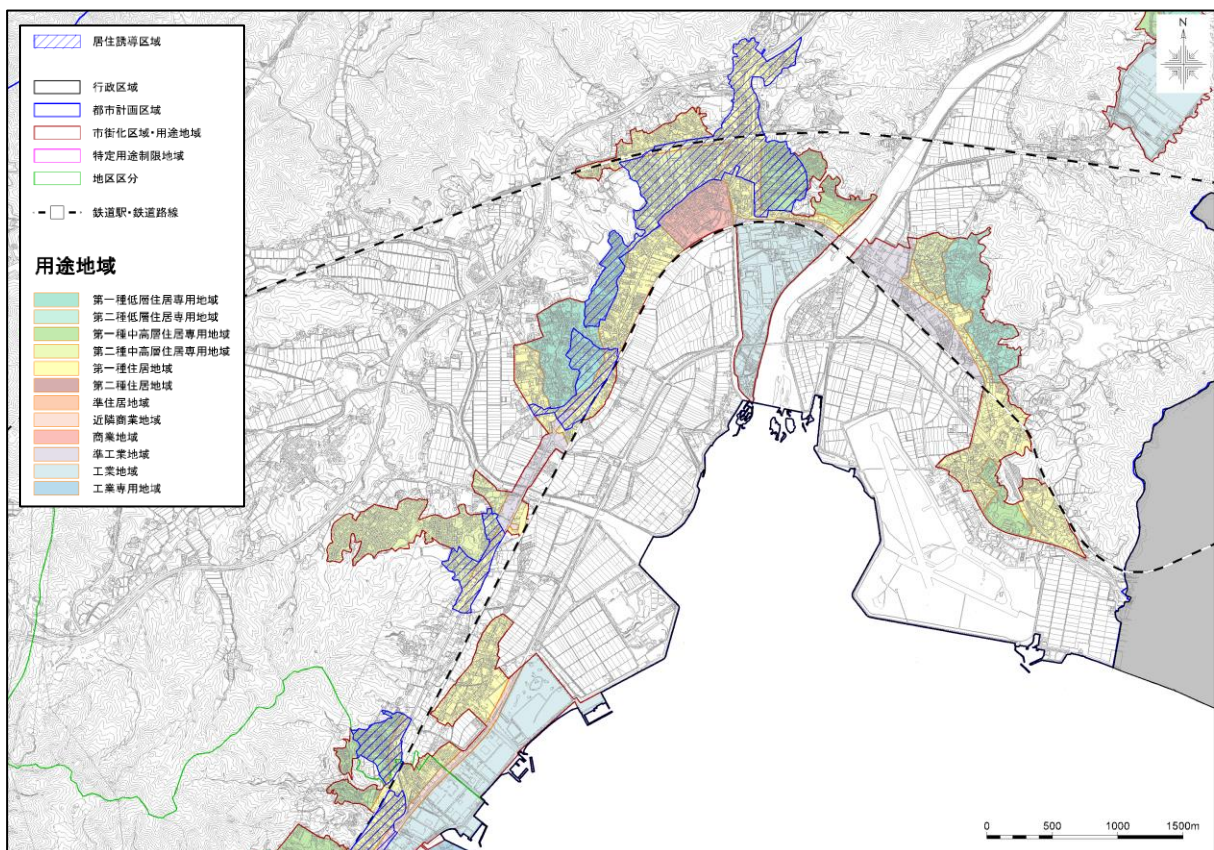 居住誘導区域
行政区域
都市計画区域
市街化区域・用途地域
特定用途制限地域
地区区分
鉄道駅・鉄道路線
用途地域
第一種低層住居専用地域
第二種低層住居専用地域
第一種中高層住居専用地域
第二種中高層住居専用地域
第一種住居地域
第二種住居地域
準住居地域
近隣商業地域
商業地域
準工業地域
工業地域
工業専用地域
N
0 500 1000 1500m